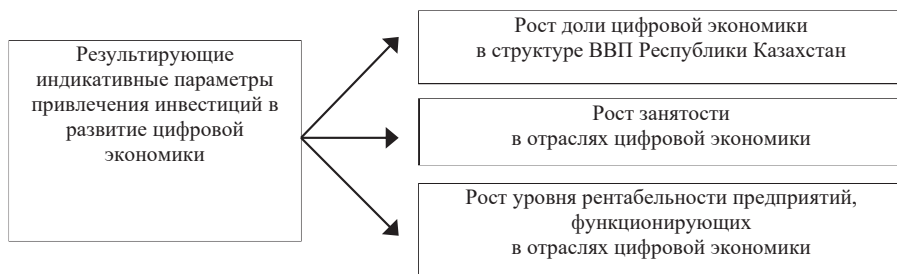 Результирующие
индикативные параметры
привлечения инвестиций в
развитие цифровой
экономики
Рост доли цифровой экономики
в структуре ВВП Республики Казахстан
Рост занятости
в отраслях цифровой экономики
Рост уровня рентабельности предприятий,
функционирующих
в отраслях цифровой экономики